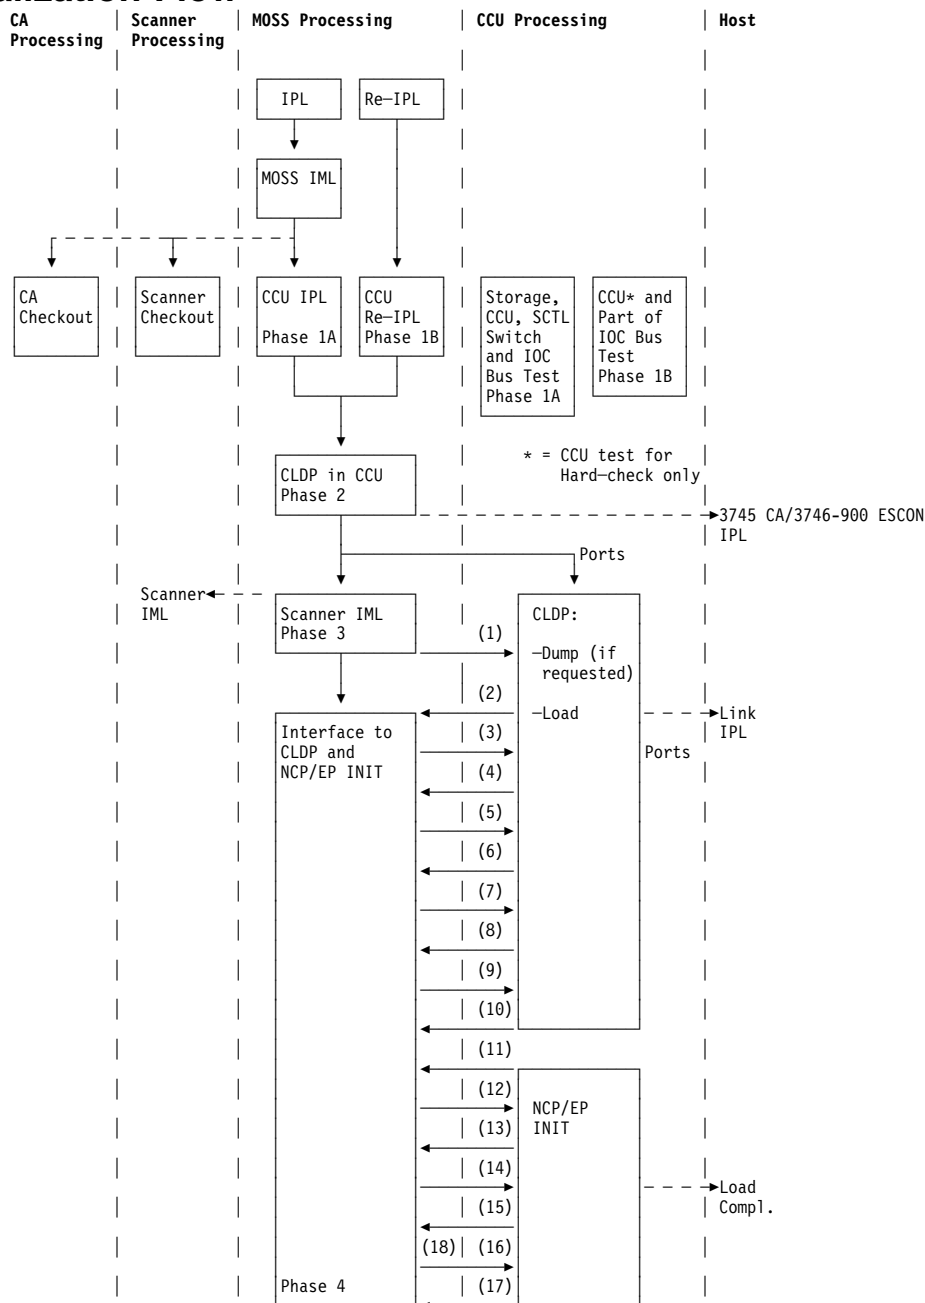 CA Processing
Scanner Processing
MOSS Processing
CCU Processing
Host
IPL
Re—IPL
MOSS IML
CA
Checkout
Scanner
Checkout
CCU IPL
Phase 1A
CCU
Re—IPL
Phase 1B
Storage,
CCU, SCTL
Switch
and IOC
Bus Test
Phase 1A
CCU* and
Part of
IOC Bus
Test
Phase 1B
CLDP in CCU
Phase 2
* = CCU test for
Hard—check only
3745 CA/3746-900 ESCON
IPL
Ports
Scanner
IML
Scanner IML
Phase 3
CLDP:
(1)
—Dump (if
requested)
(2)
—Load
Link
IPL
Interface to
CLDP and
NCP/EP INIT
(3)
Ports
(4)
(5)
(6)
(7)
(8)
(9)
(10)
(11)
(12)
NCP/EP
INIT
(13)
(14)
Load
Compl.
(15)
(18)
(16)
Phase 4
(17)